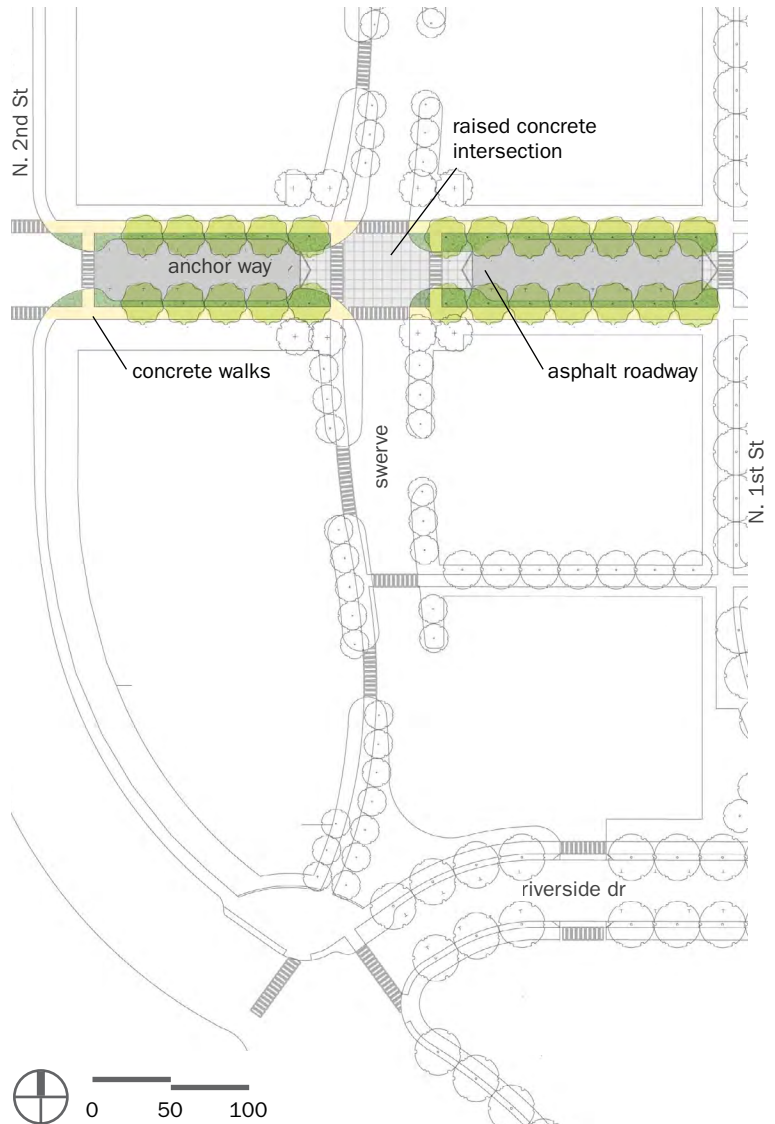 N. 2nd St
raised concrete
intersection
anchor way
concrete walks
asphalt roadway
swerve
N. 1st St
riverside dr
0 50 100